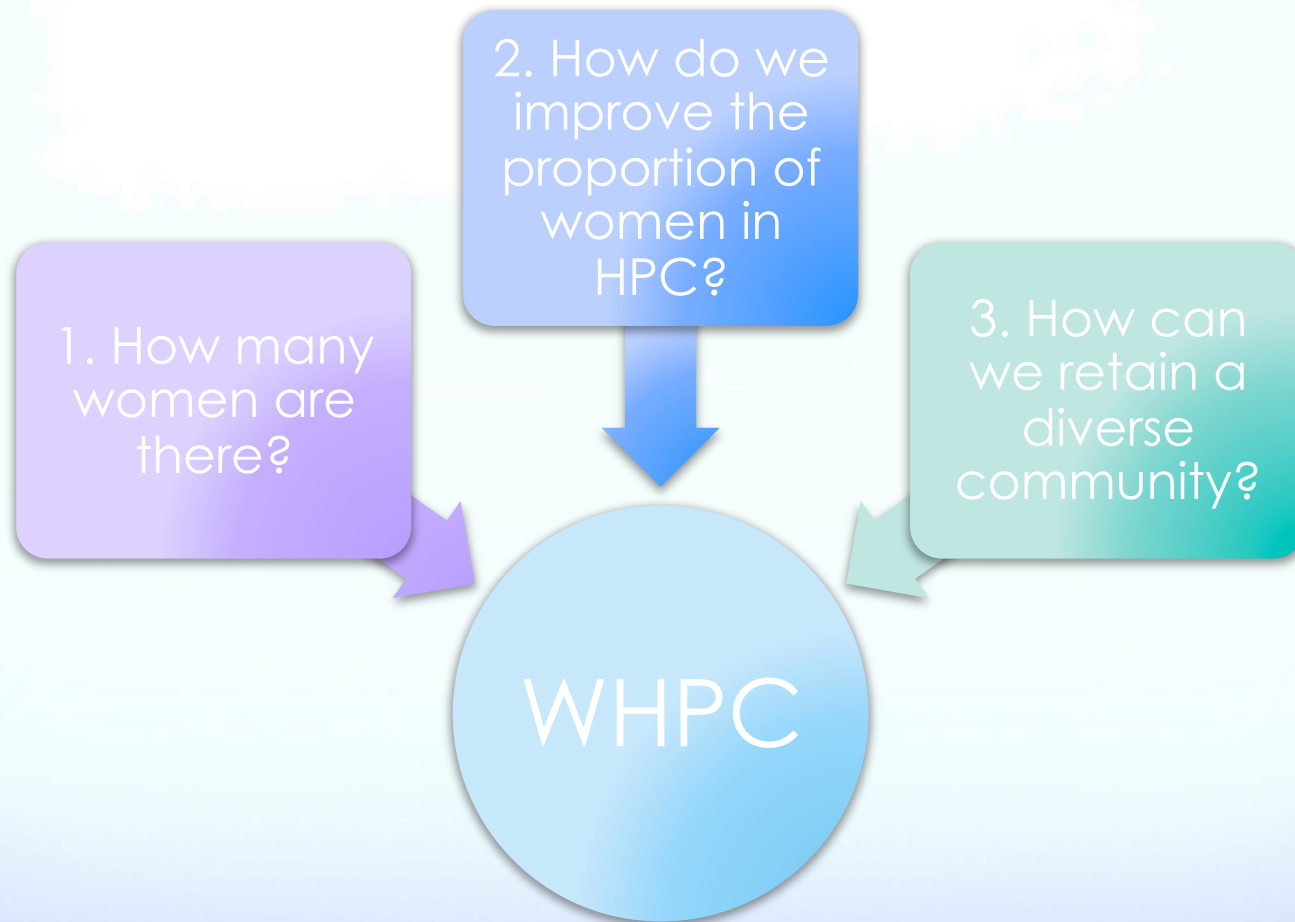 1. How many
women are
there?
2. How do we
improve the
proportion of
women in
HPC?
3. How can
we retain a
diverse
community?
WHPC